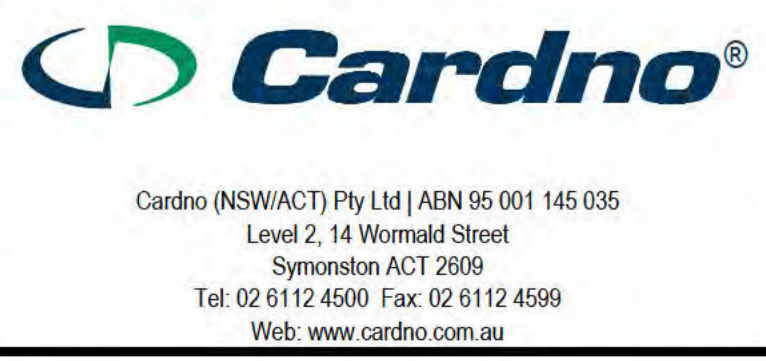 Cardno®
Cardno (NSW/ACT) Pty Ltd | ABN 95 001 145 035
Level 2, 14 Wormald Street
Symonston ACT 2609
Tel: 02 6112 4500 Fax: 02 6112 4599
Web: www.cardno.com.au